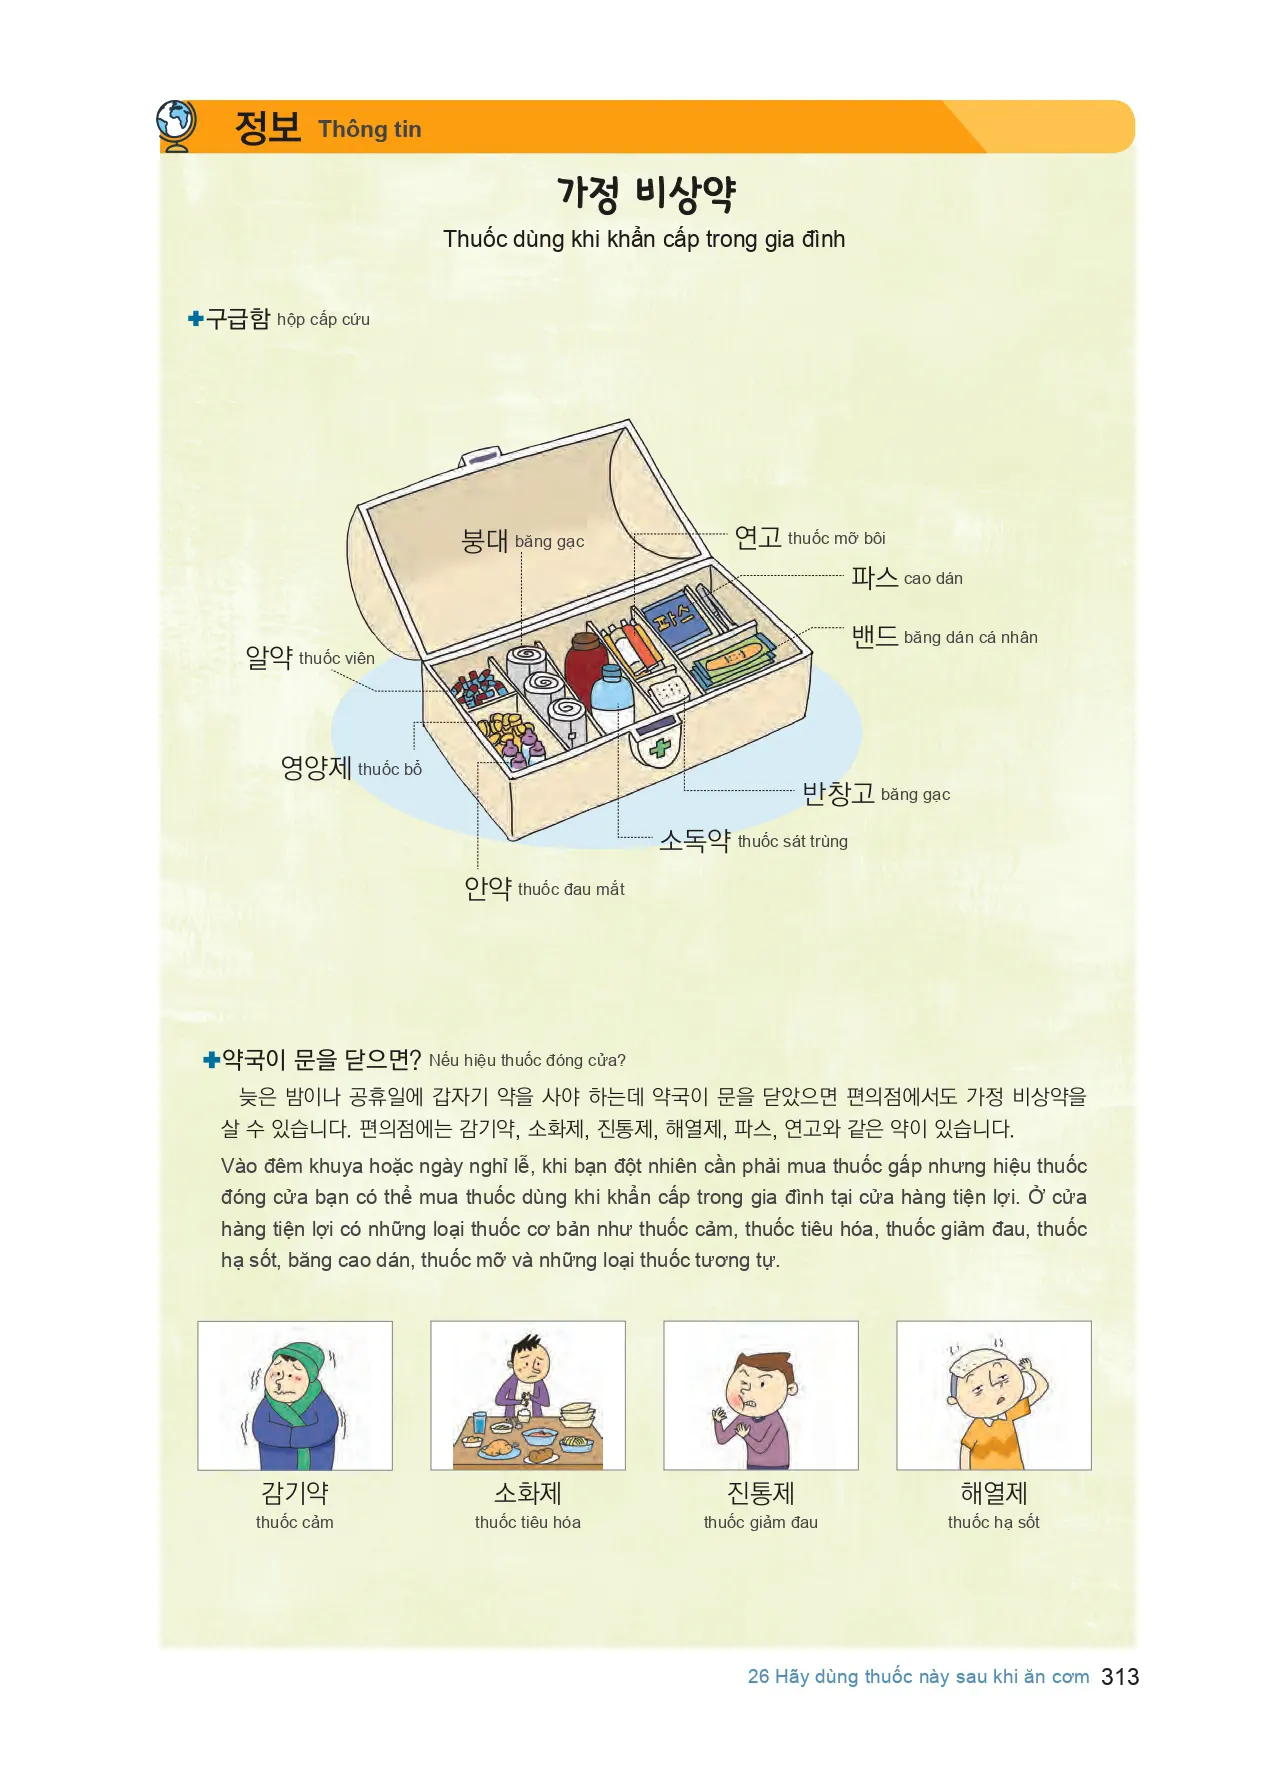 정보 Thông tin
가정 비상약
Thuốc dùng khi khẩn cấp trong gia đình
구급함 hộp cấp cứu
붕대 băng gạc
연고 thuốc mỡ bôi
파스 cao dán
파스
밴드 băng dán cá nhân
알약 thuốc viên
영양제 thuốc bổ
반창고 băng gạc
소독약 thuốc sát trùng
안약 thuốc đau mắt
약국이 문을 닫으면? Nếu hiệu thuốc đóng cửa?
늦은 밤이나 공휴일에 갑자기 약을 사야 하는데 약국이 문을 닫았으면 편의점에서도 가정 비상약을
살 수 있습니다. 편의점에는 감기약, 소화제, 진통제, 해열제, 파스, 연고와 같은 약이 있습니다.
Vào đêm khuya hoặc ngày nghỉ lễ, khi bạn đột nhiên cần phải mua thuốc gấp nhưng hiệu thuốc
đóng cửa bạn có thể mua thuốc dùng khi khẩn cấp trong gia đình tại cửa hàng tiện lợi. Ở cửa
hàng tiện lợi có những loại thuốc cơ bản như thuốc cảm, thuốc tiêu hóa, thuốc giảm đau, thuốc
hạ sốt, băng cao dán, thuốc mỡ và những loại thuốc tương tự.
감기약 소화제 진통제 해열제
thuốc cảm thuốc tiêu hóa thuốc giảm đau thuốc hạ sốt
26 Hãy dùng thuốc này sau khi ăn cơm 313